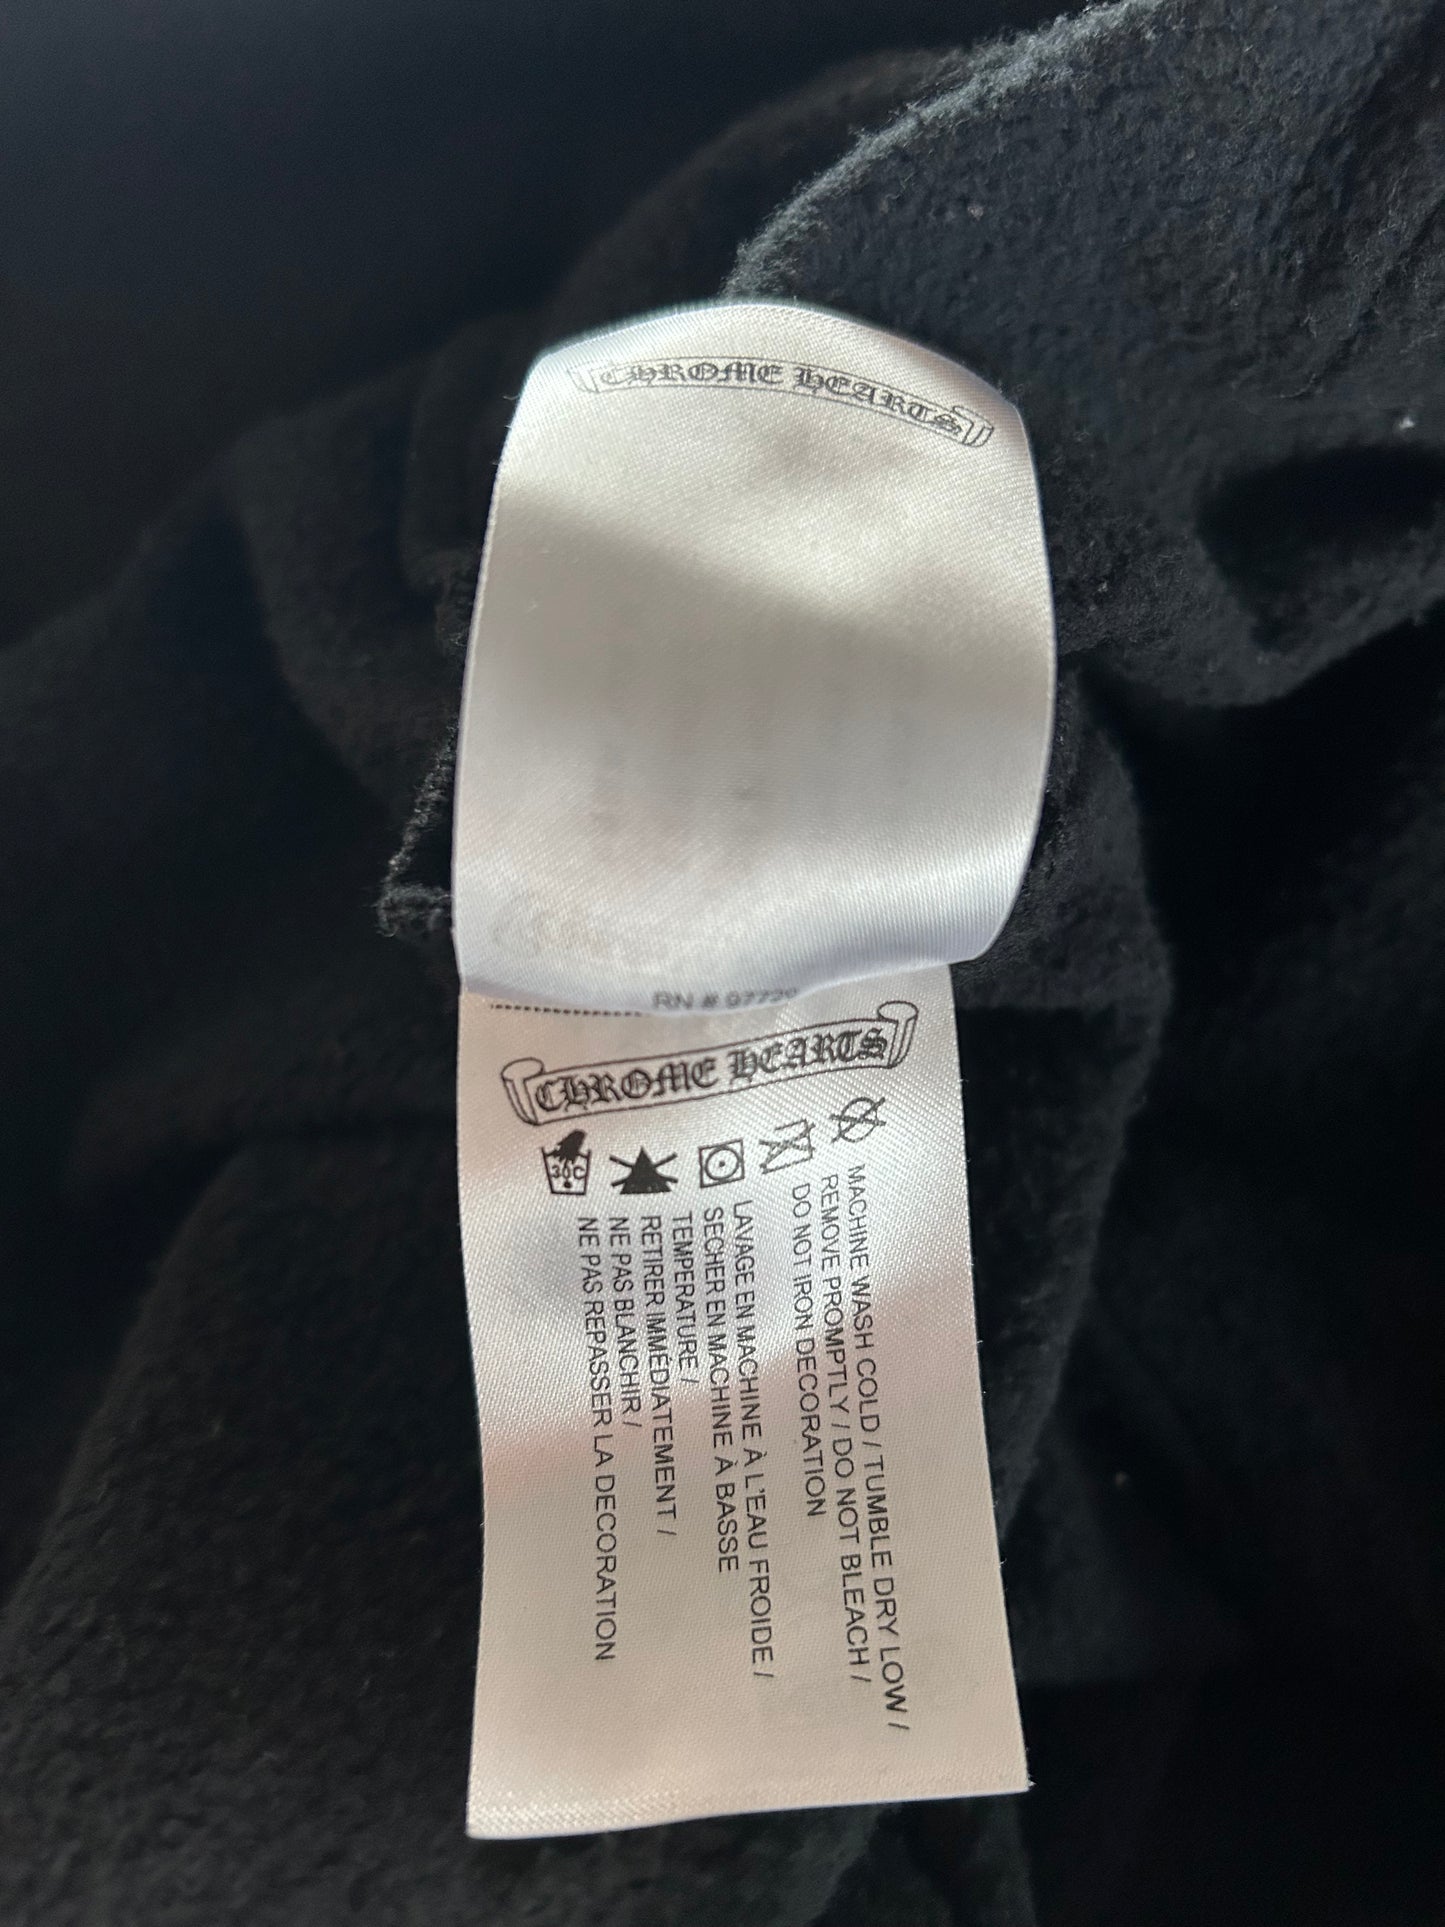 CHROME HEARTS
RN # 97720
CHROME HEARTS
30C
MACHINE WASH COLD / TUMBLE DRY LOW /
REMOVE PROMPTLY / DO NOT BLEACH /
DO NOT IRON DECORATION
LAVAGE EN MACHINE À L'EAU FROIDE /
SECHER EN MACHINE À BASSE
TEMPERATURE /
RETIRER IMMÉDIATEMENT /
NE PAS BLANCHIR /
NE PAS REPASSER LA DECORATION